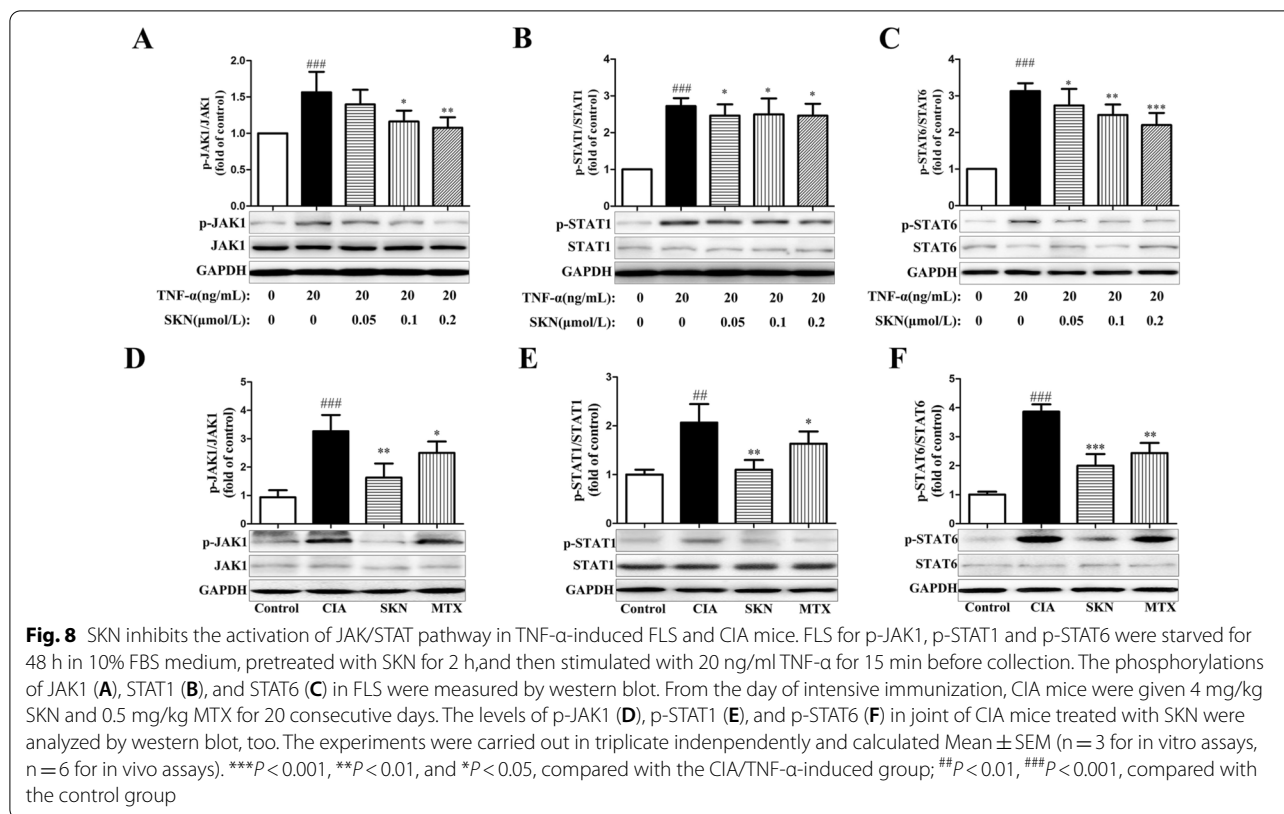 A
B
C
p-JAK1/JAK1
(fold of control)
2.0
1.5
1.0
0.5
0.0
###
*
**
p-STAT1/STAT1
(fold of control)
4
3
2
1
0
###
*
*
*
p-STAT6/STAT6
(fold of control)
4
3
2
1
0
###
*
**
***
p-JAK1
JAK1
GAPDH
TNF-α(ng/mL): 0 20 20 20 20
SKN(μmol/L): 0 0 0.05 0.1 0.2
p-STAT1
STAT1
GAPDH
TNF-α(ng/mL): 0 20 20 20 20
SKN(μmol/L): 0 0 0.05 0.1 0.2
p-STAT6
STAT6
GAPDH
TNF-α(ng/mL): 0 20 20 20 20
SKN(μmol/L): 0 0 0.05 0.1 0.2
D
E
F
p-JAK1/JAK1
(fold of control)
5
4
3
2
1
0
###
**
*
p-STAT1/STAT1
(fold of control)
3
2
1
0
##
**
*
p-STAT6/STAT6
(fold of control)
5
4
3
2
1
0
###
***
**
p-JAK1
JAK1
GAPDH
Control CIA SKN MTX
p-STAT1
STAT1
GAPDH
Control CIA SKN MTX
p-STAT6
STAT6
GAPDH
Control CIA SKN MTX
Fig. 8 SKN inhibits the activation of JAK/STAT pathway in TNF-α-induced FLS and CIA mice. FLS for p-JAK1, p-STAT1 and p-STAT6 were starved for
48 h in 10% FBS medium, pretreated with SKN for 2 h,and then stimulated with 20 ng/ml TNF-α for 15 min before collection. The phosphorylations
of JAK1 (A), STAT1 (B), and STAT6 (C) in FLS were measured by western blot. From the day of intensive immunization, CIA mice were given 4 mg/kg
SKN and 0.5 mg/kg MTX for 20 consecutive days. The levels of p-JAK1 (D), p-STAT1 (E), and p-STAT6 (F) in joint of CIA mice treated with SKN were
analyzed by western blot, too. The experiments were carried out in triplicate indenpendently and calculated Mean ± SEM (n = 3 for in vitro assays,
n = 6 for in vivo assays). ***P < 0.001, **P < 0.01, and *P < 0.05, compared with the CIA/TNF-α-induced group; ##P < 0.01, ###P < 0.001, compared with
the control group